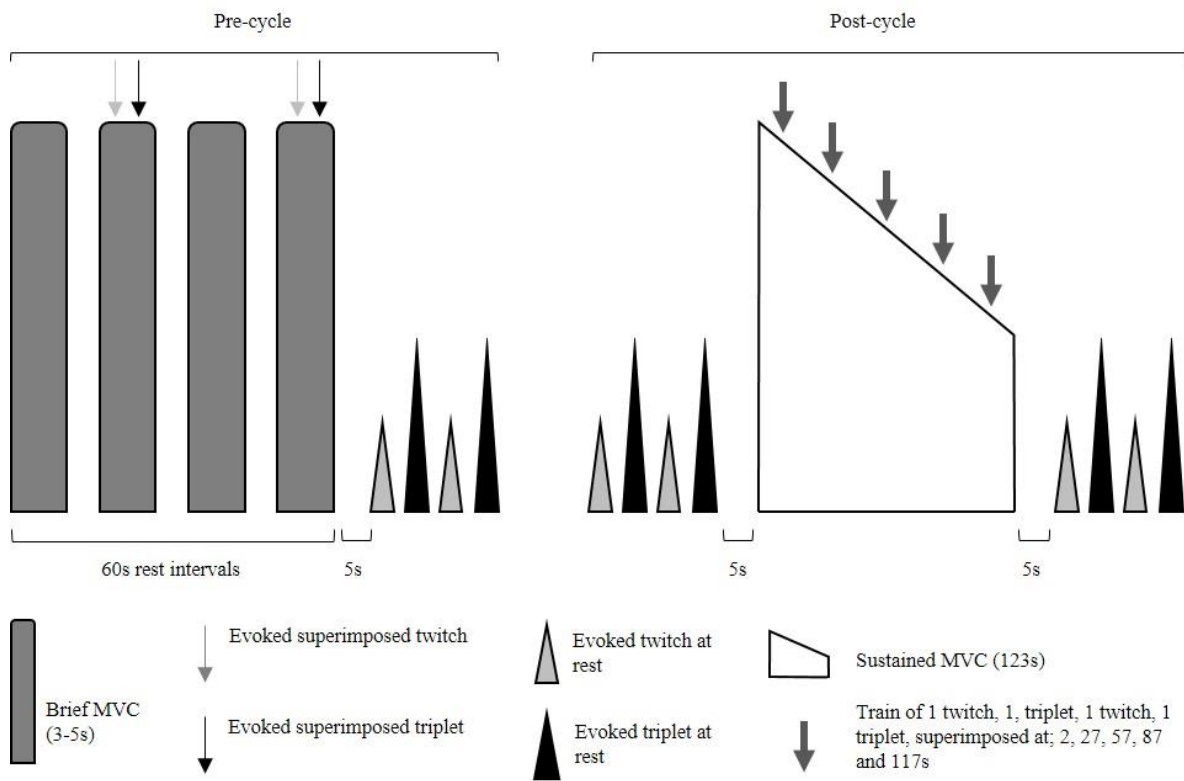 Pre-cycle
Post-cycle
60s rest intervals
5s
5s
5s
Evoked superimposed twitch
Evoked twitch at
rest
Sustained MVC (123s)
Brief MVC
(3-5s)
Evoked superimposed triplet
Evoked triplet at
rest
Train of 1 twitch, 1, triplet, 1 twitch, 1
triplet, superimposed at; 2, 27, 57, 87
and 117s